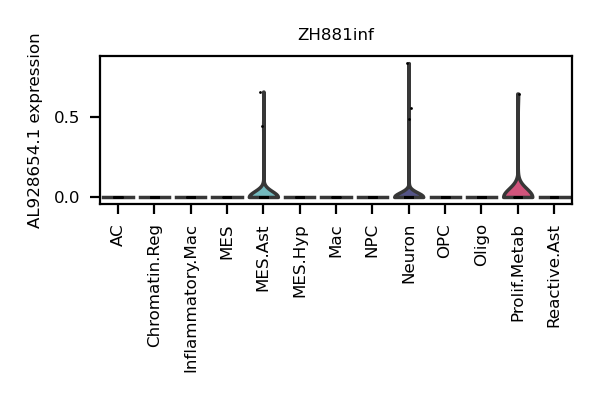 ZH881inf
AL928654.1 expression
0.5
0.0
AC
Chromatin.Reg
Inflammatory.Mac
MES
MES.Ast
MES.Hyp
Mac
NPC
Neuron
OPC
Oligo
Prolif.Metab
Reactive.Ast